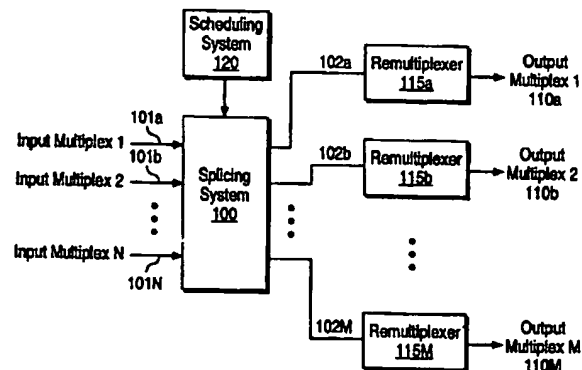 Scheduling
System
120
102a
Remultiplexer
115a
Output
Multiplex 1
110a
101a
Input Multiplex 1
101b
Input Multiplex 2
Splicing
System
100
102b
Remultiplexer
115b
Output
Multiplex 2
110b
Input Multiplex N
101N
102M
Remultiplexer
115M
Output
Multiplex M
110M